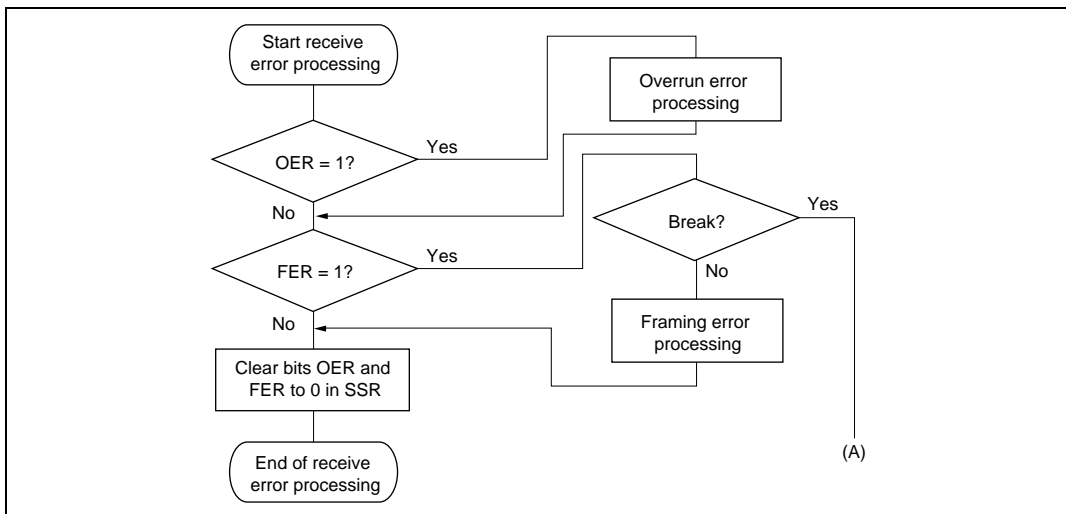 Start receive
error processing
OER = 1?
Yes
Overrun error
processing
No
FER = 1?
Yes
Break?
Yes
No
Framing error
processing
No
Clear bits OER and
FER to 0 in SSR
End of receive
error processing
(A)